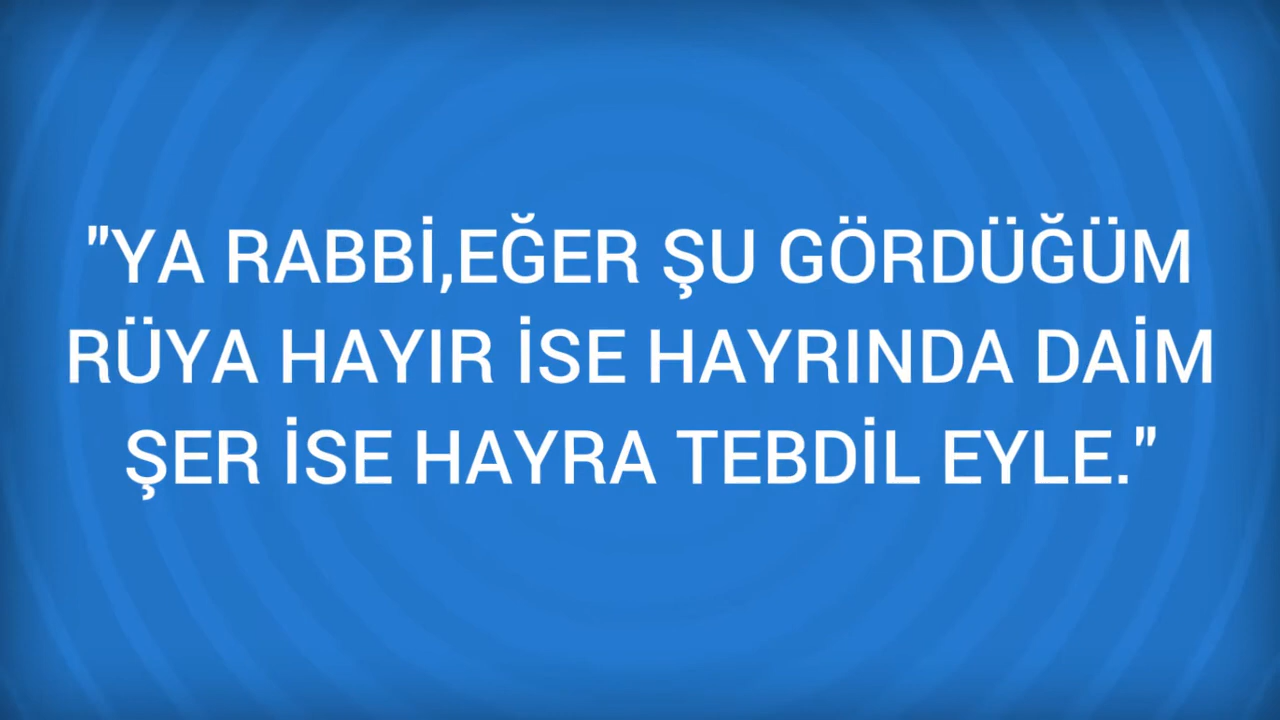 "YA RABBİ,EĞER ŞU GÖRDÜĞÜM
RÜYA HAYIR İSE HAYRINDA DAİM
ŞER İSE HAYRA TEBDİL EYLE."